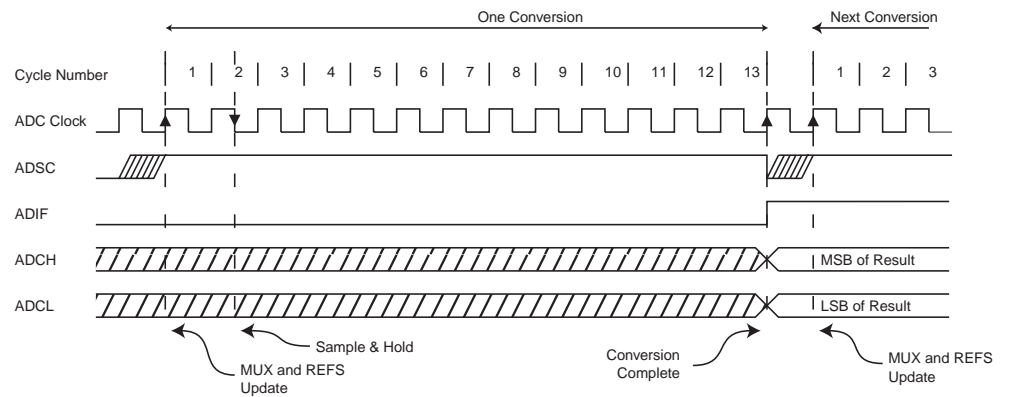 One Conversion
Next Conversion
Cycle Number
1 2 3 4 5 6 7 8 9 10 11 12 13 1 2 3
ADC Clock
ADSC
ADIF
ADCH
MSB of Result
ADCL
LSB of Result
Sample & Hold
MUX and REFS
Update
Conversion
Complete
MUX and REFS
Update